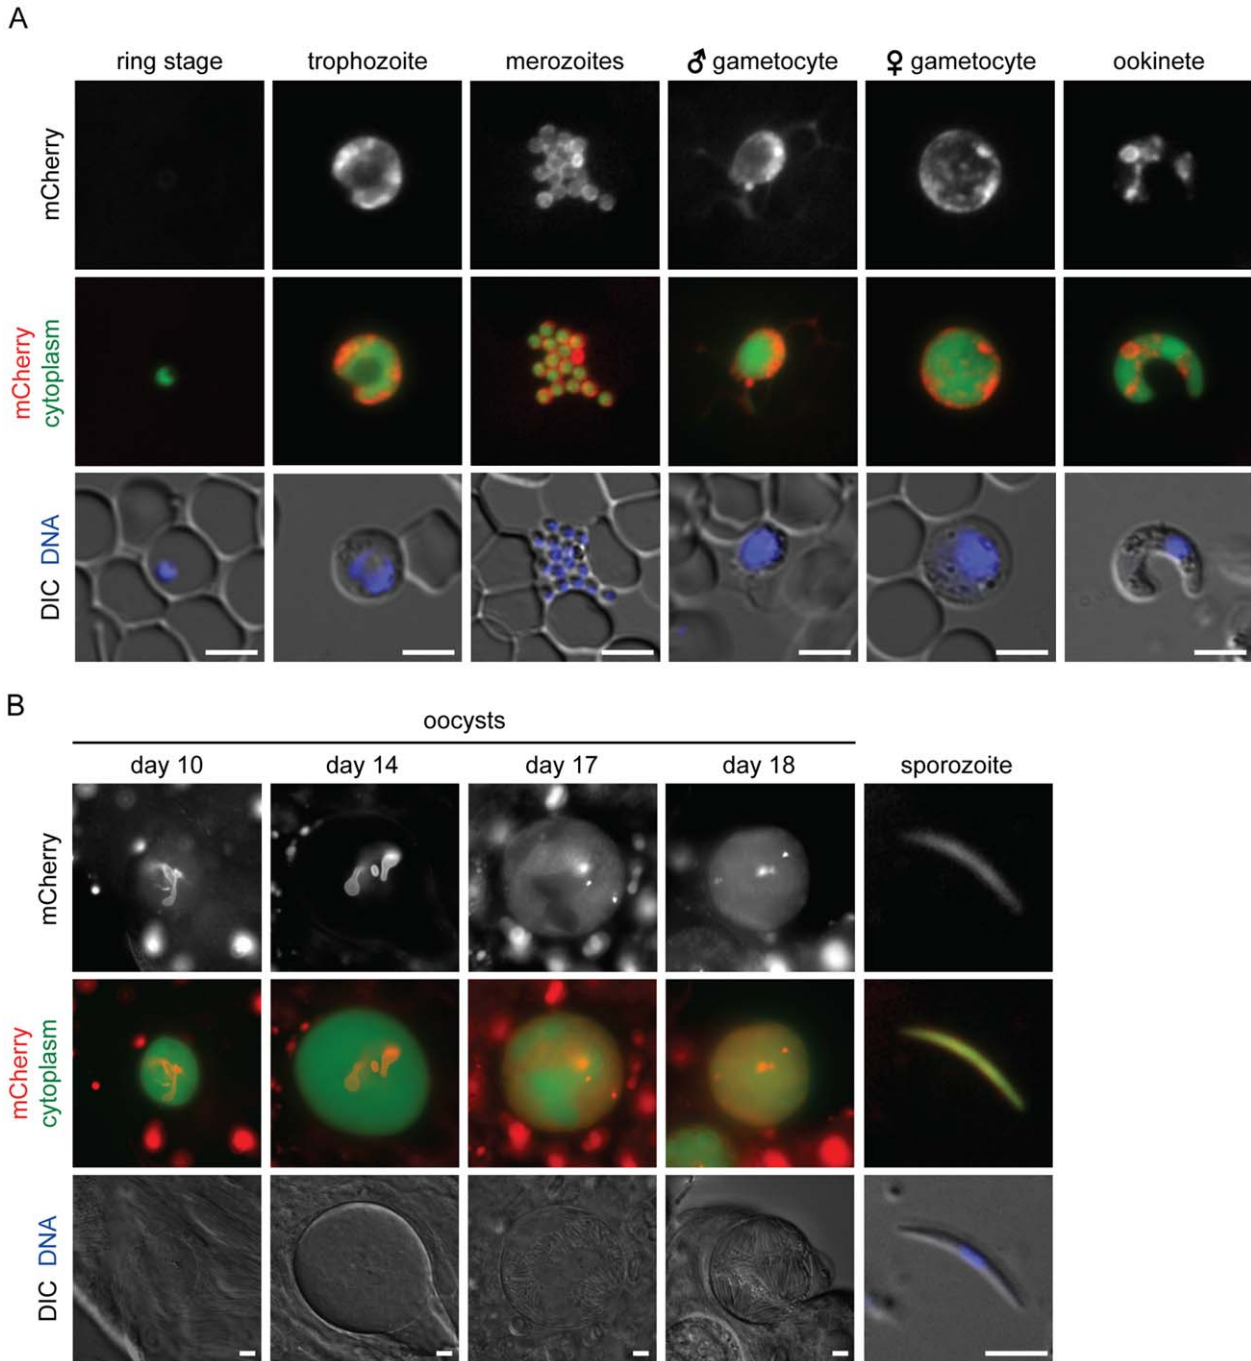 A
ring stage trophozoite merozoites ♂ gametocyte ♀ gametocyte ookinete
mCherry
mCherry
cytoplasm
DIC DNA
B
oocysts
day 10 day 14 day 17 day 18 sporozoite
mCherry
mCherry
cytoplasm
DIC DNA